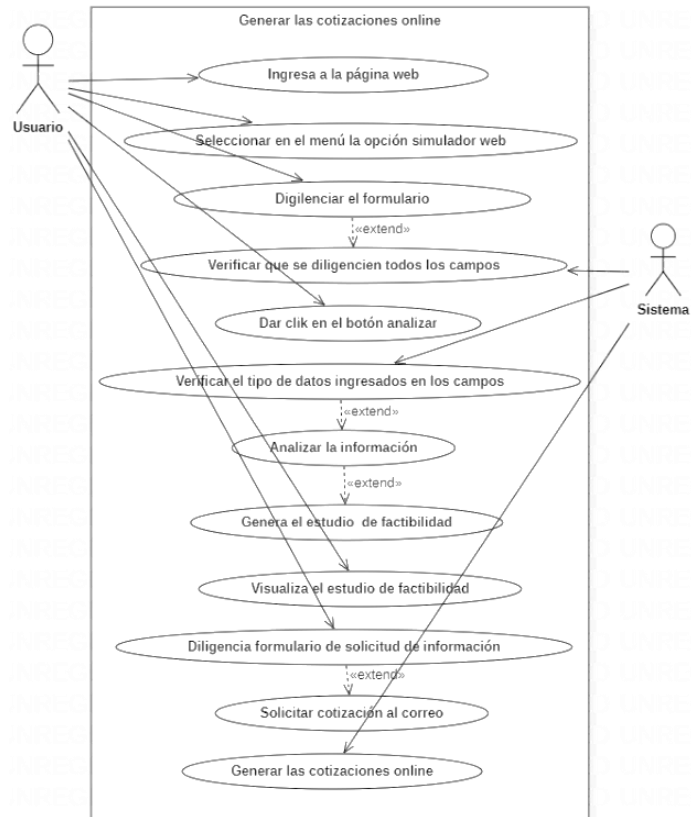 Generar las cotizaciones online
Ingresa a la página web
Usuario
Seleccionar en el menú la opción simulador web
Digilenciar el formulario
«extend»
Verificar que se diligencien todos los campos
Sistema
Dar clik en el botón analizar
Verificar el tipo de datos ingresados en los campos
«extend»
Analizar la información
«extend»
Genera el estudio de factibilidad
Visualiza el estudio de factibilidad
Diligencia formulario de solicitud de información
«extend»
Solicitar cotización al correo
Generar las cotizaciones online